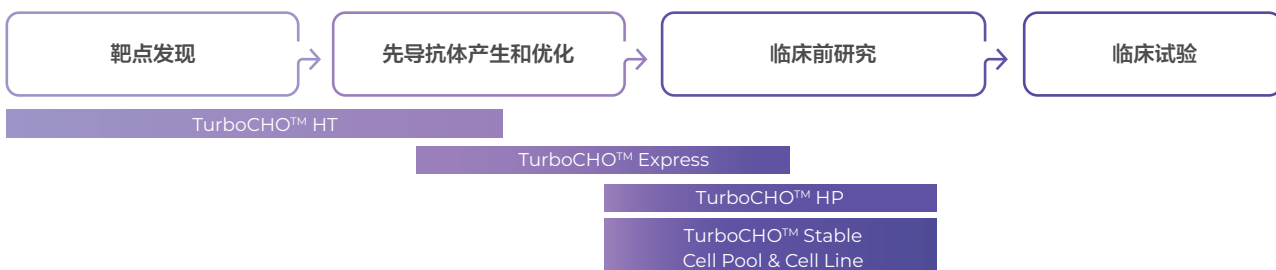 靶点发现
先导抗体产生和优化
临床前研究
临床试验
TurboCHO™ HT
TurboCHO™ Express
TurboCHO™ HP
TurboCHO™ Stable
Cell Pool & Cell Line